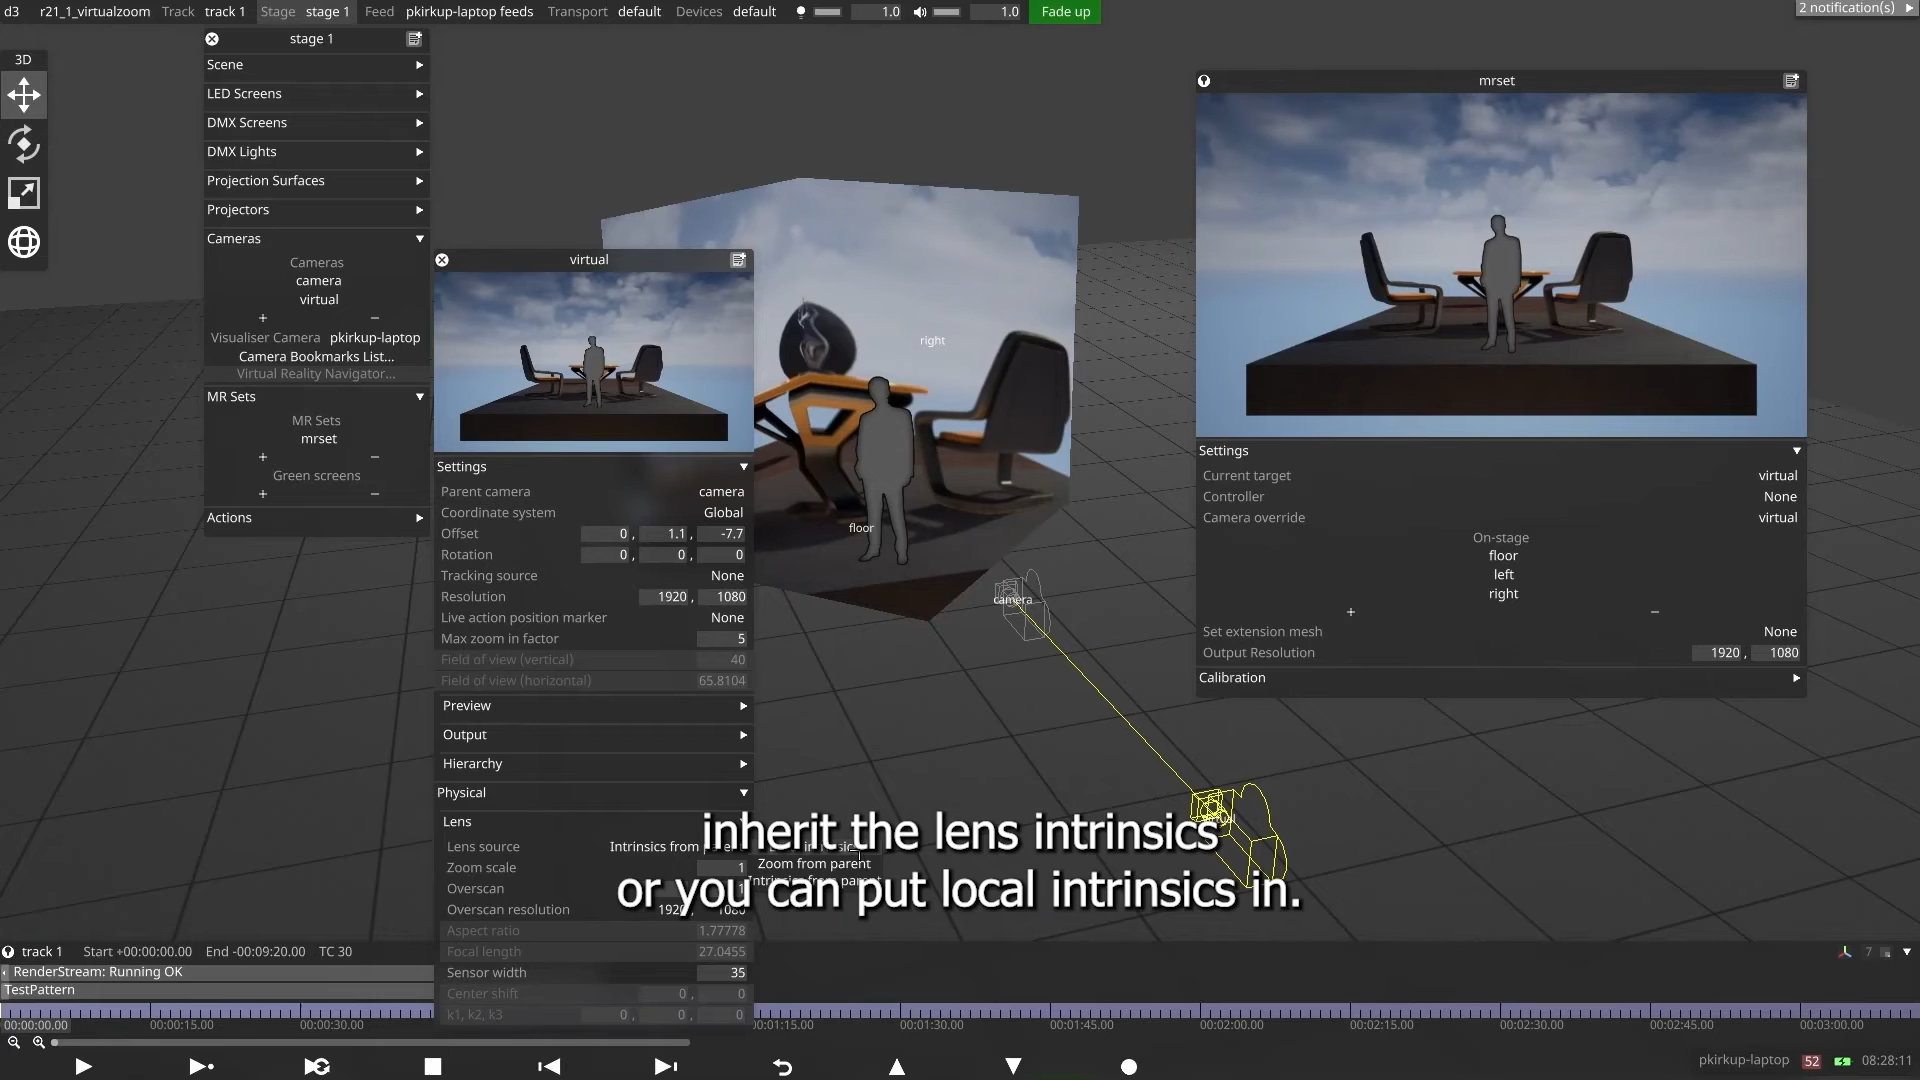 d3 r21_1_virtualzoom Track track 1 Stage stage 1 Feed pkirkup-laptop feeds Transport default Devices default 1.0 1.0 Fade up 2 notification(s)
3D
stage 1
Scene
LED Screens
DMX Screens
DMX Lights
Projection Surfaces
Projectors
Cameras
Cameras
camera
virtual
+ −
Visualiser Camera pkirkup-laptop
Camera Bookmarks List...
Virtual Reality Navigator...
MR Sets
MR Sets
mrset
+ −
Green screens
+ −
Actions
virtual
Settings
Parent camera camera
Coordinate system Global
Offset 0 , 1.1 , -7.7
Rotation 0 , 0 , 0
Tracking source None
Resolution 1920 , 1080
Live action position marker None
Max zoom in factor 5
Field of view (vertical) 40
Field of view (horizontal) 65.8104
Preview
Output
Hierarchy
Physical
Lens
Lens source Intrinsics from
Zoom scale 1
Overscan 1
Overscan resolution 1920 , 1080
Aspect ratio 1.77778
Focal length 27.0455
Sensor width 35
Center shift 0 , 0
k1, k2, k3 0 , 0 , 0
Zoom from parent
Intrinsics from parent
right
floor
camera
mrset
Settings
Current target virtual
Controller None
Camera override virtual
On-stage
floor
left
right
+ −
Set extension mesh None
Output Resolution 1920 , 1080
Calibration
inherit the lens intrinsics
or you can put local intrinsics in.
track 1 Start +00:00:00.00 End -00:09:20.00 TC 30 7
RenderStream: Running OK
TestPattern
00:00:00.00 00:00:15.00 00:00:30.00 00:01:15.00 00:01:30.00 00:01:45.00 00:02:00.00 00:02:15.00 00:02:30.00 00:02:45.00 00:03:00.00
pkirkup-laptop 52 08:28:11